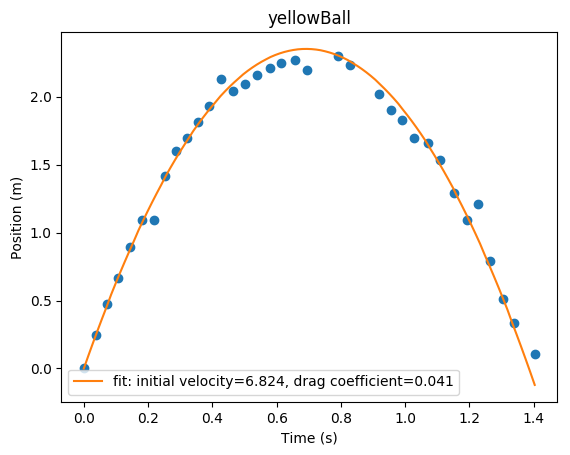 yellowBall
Position (m)
2.0
1.5
1.0
0.5
0.0
fit: initial velocity=6.824, drag coefficient=0.041
0.0 0.2 0.4 0.6 0.8 1.0 1.2 1.4
Time (s)